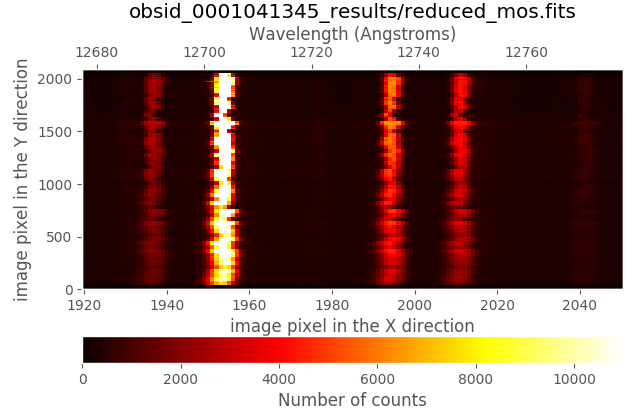 obsid_0001041345_results/reduced_mos.fits
Wavelength (Angstroms)
12680 12700 12720 12740 12760
image pixel in the Y direction
2000
1500
1000
500
0
1920 1940 1960 1980 2000 2020 2040
image pixel in the X direction
0 2000 4000 6000 8000 10000
Number of counts